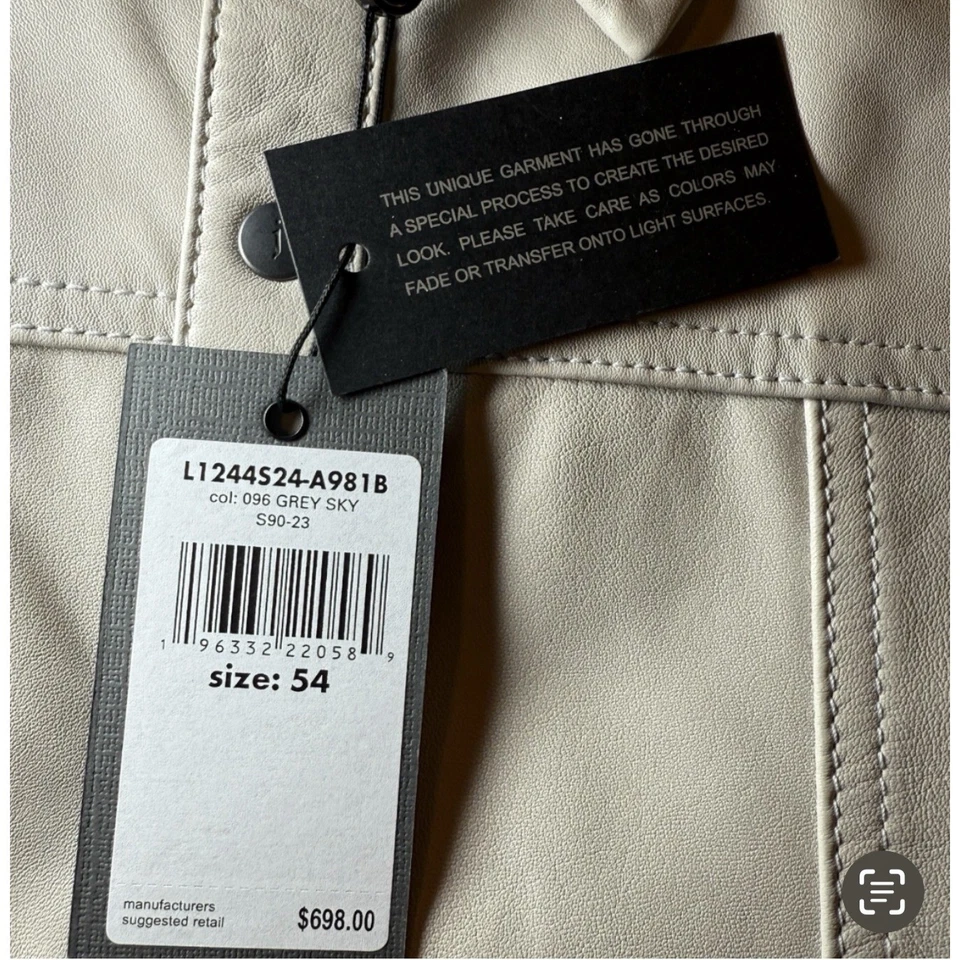 THIS UNIQUE GARMENT HAS GONE THROUGH
A SPECIAL PROCESS TO CREATE THE DESIRED
LOOK. PLEASE TAKE CARE AS COLORS MAY
FADE OR TRANSFER ONTO LIGHT SURFACES.
L1244S24-A981B
col: 096 GREY SKY
S90-23
1 96332 22058 9
size: 54
manufacturers
suggested retail $698.00